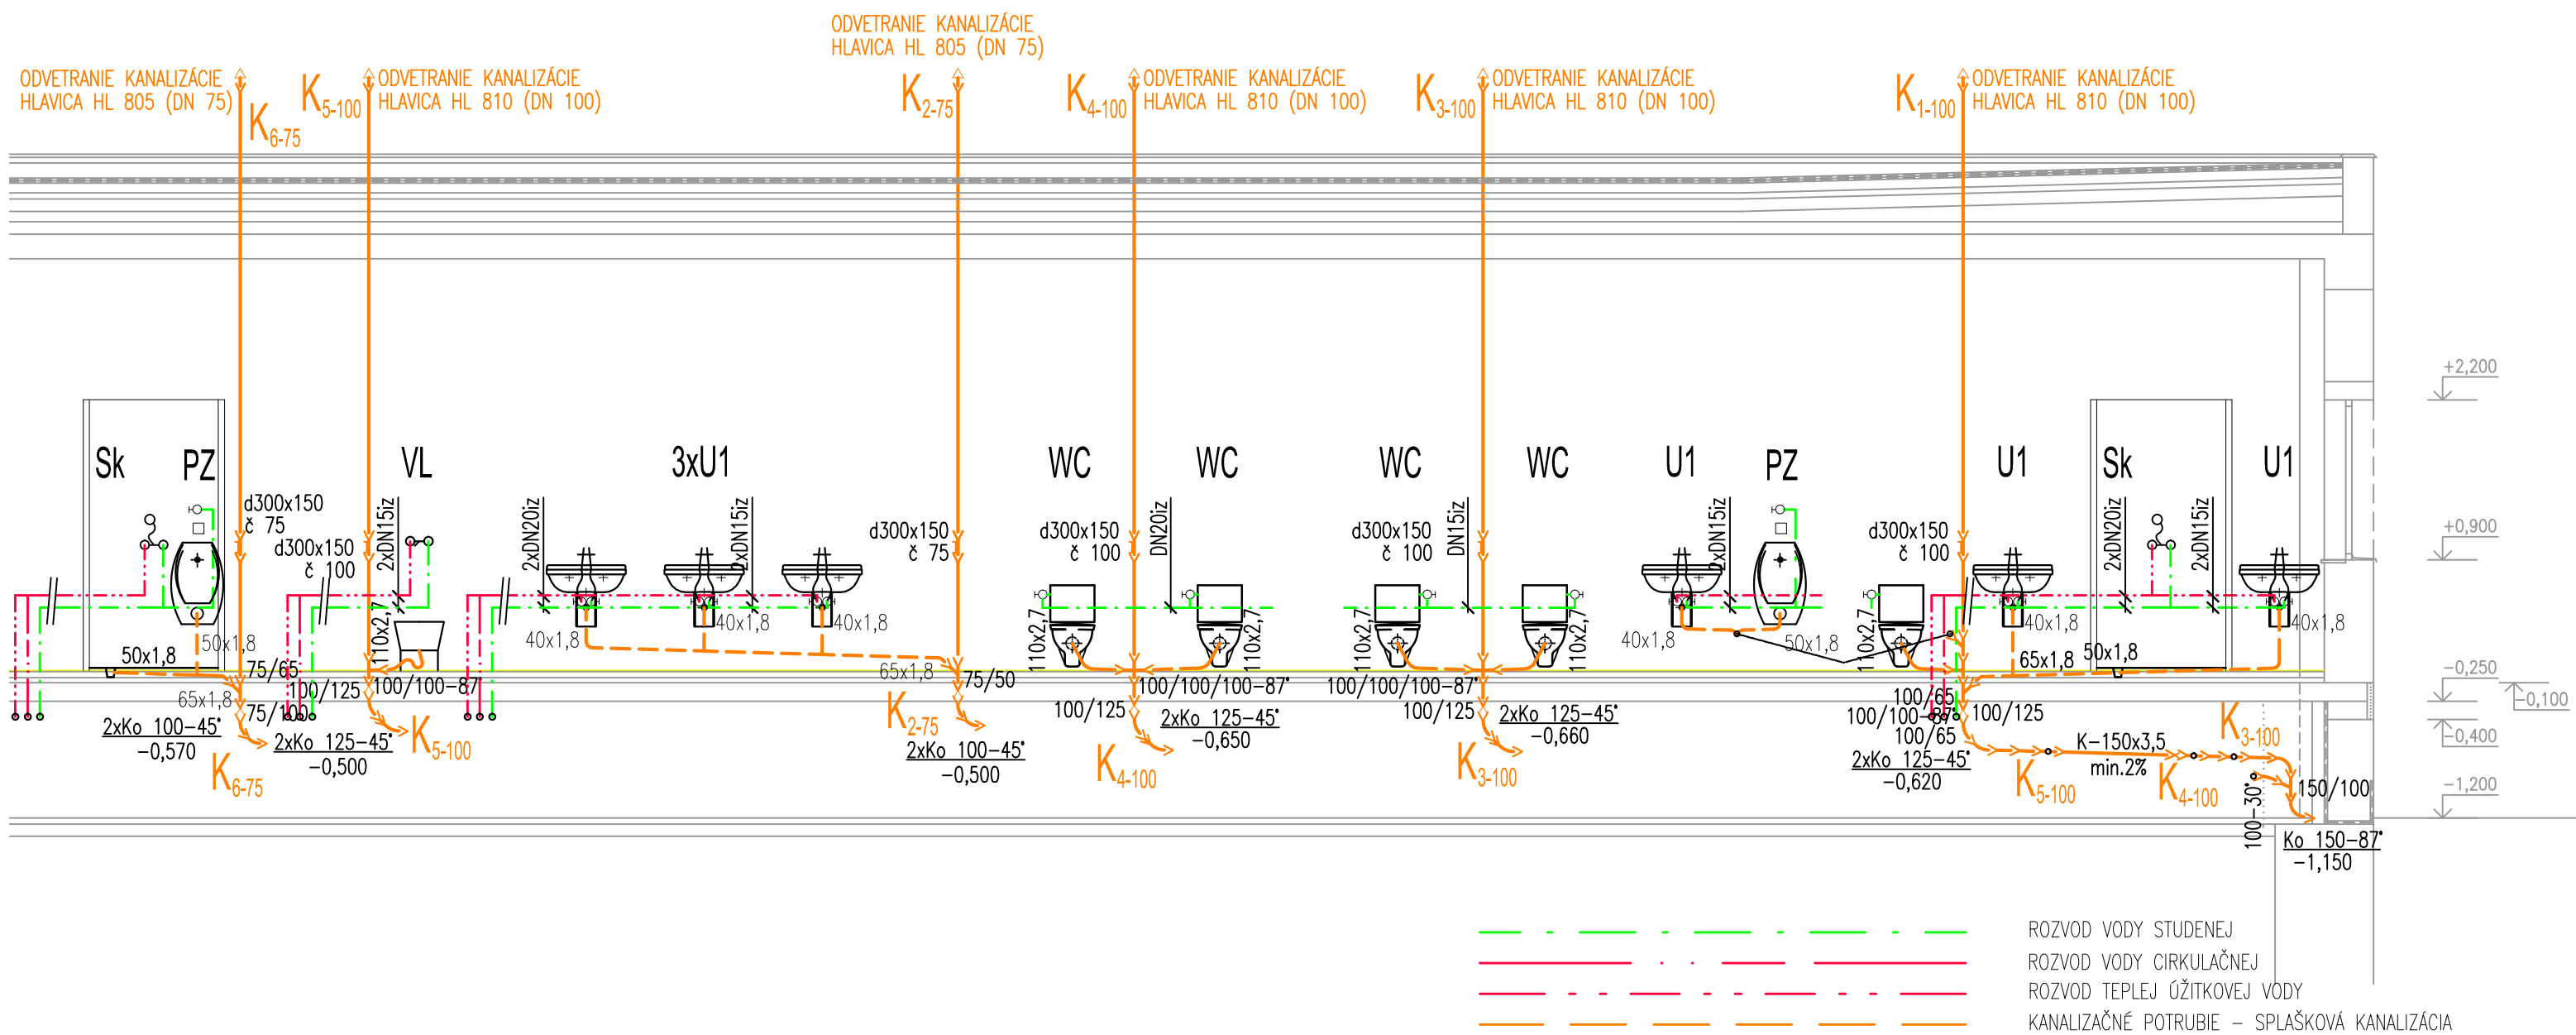 ODVETRANIE KANALIZÁCIE
HLAVICA HL 805 (DN 75)
ODVETRANIE KANALIZÁCIE
HLAVICA HL 805 (DN 75)
K6-75
K5-100
ODVETRANIE KANALIZÁCIE
HLAVICA HL 810 (DN 100)
K2-75
K4-100
ODVETRANIE KANALIZÁCIE
HLAVICA HL 810 (DN 100)
K3-100
ODVETRANIE KANALIZÁCIE
HLAVICA HL 810 (DN 100)
K1-100
ODVETRANIE KANALIZÁCIE
HLAVICA HL 810 (DN 100)
+2,200
Sk
PZ
VL
3xU1
WC
WC
WC
WC
U1
PZ
U1
Sk
U1
d300x150
č 75
d300x150
č 100
2xDN15iz
2xDN20iz
2xDN15iz
d300x150
č 75
d300x150
č 100
DN20iz
d300x150
č 100
DN15iz
2xDN15iz
d300x150
č 100
2xDN20iz
2xDN15iz
+0,900
50x1,8
50x1,8
65x1,8
75/65
75/100
100/125
110x2,7
100/100-87°
40x1,8
40x1,8
40x1,8
65x1,8
75/50
110x2,7
110x2,7
100/100/100-87°
100/125
110x2,7
110x2,7
100/100/100-87°
100/125
40x1,8
50x1,8
110x2,7
40x1,8
65x1,8
50x1,8
40x1,8
100/65
100/100-87°
100/65
100/125
-0,250
-0,100
-0,400
-1,200
2xKo 100-45°
-0,570
K6-75
2xKo 125-45°
-0,500
K5-100
K2-75
2xKo 100-45°
-0,500
K4-100
2xKo 125-45°
-0,650
K3-100
2xKo 125-45°
-0,660
2xKo 125-45°
-0,620
K-150x3,5
min.2%
K5-100
K4-100
K3-100
100-30°
150/100
Ko 150-87°
-1,150
ROZVOD VODY STUDENEJ
ROZVOD VODY CIRKULAČNEJ
ROZVOD TEPLEJ ÚŽITKOVEJ VODY
KANALIZAČNÉ POTRUBIE - SPLAŠKOVÁ KANALIZÁCIA